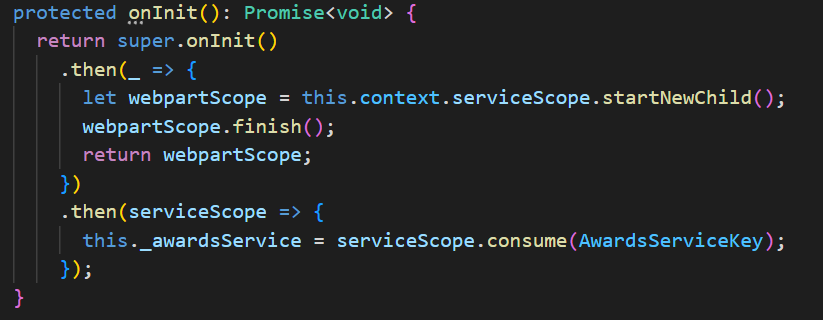 protected onInit(): Promise<void> {
return super.onInit()
.then(_ => {
let webpartScope = this.context.serviceScope.startNewChild();
webpartScope.finish();
return webpartScope;
})
.then(serviceScope => {
this._awardsService = serviceScope.consume(AwardsServiceKey);
});
}